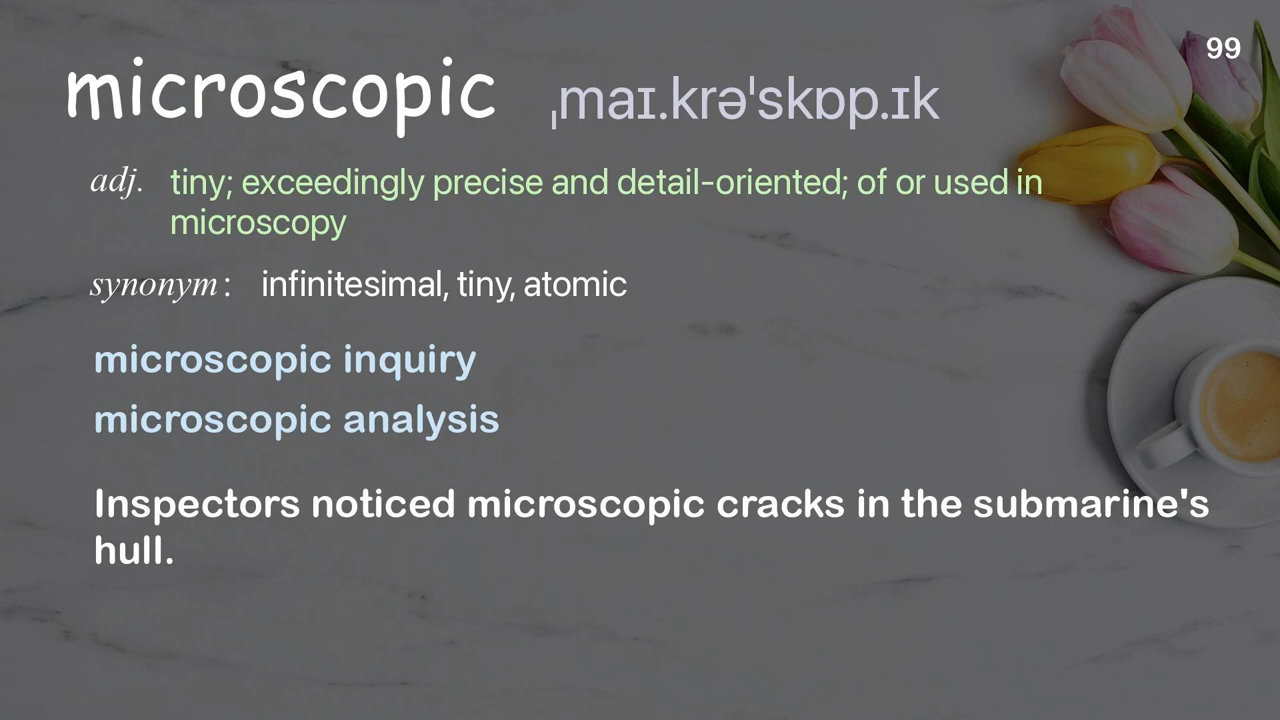 99
microscopic ˌmaɪ.krəˈskɒp.ɪk
adj. tiny; exceedingly precise and detail-oriented; of or used in
microscopy
synonym: infinitesimal, tiny, atomic
microscopic inquiry
microscopic analysis
Inspectors noticed microscopic cracks in the submarine's
hull.